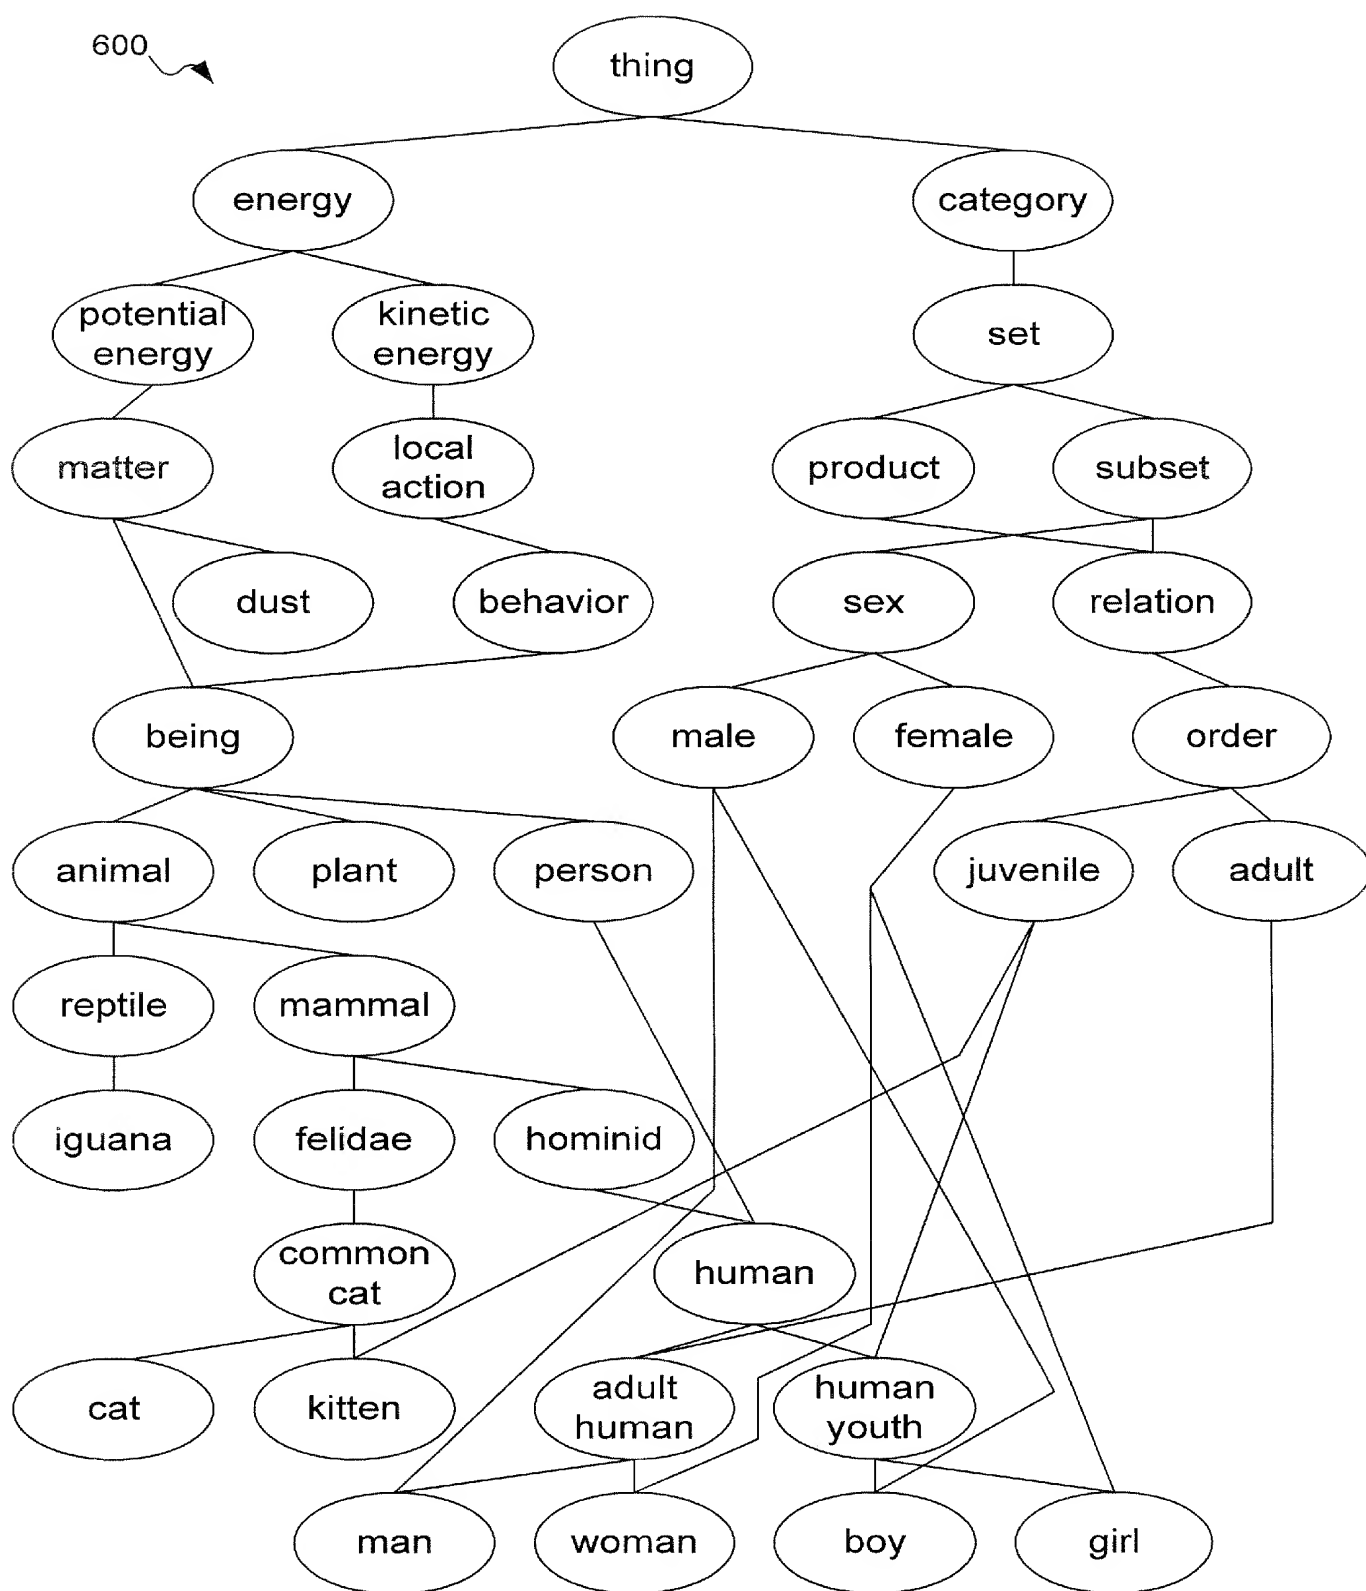 600
thing
energy
category
potential
energy
kinetic
energy
set
matter
local
action
product
subset
dust
behavior
sex
relation
being
male
female
order
animal
plant
person
juvenile
adult
reptile
mammal
iguana
felidae
hominid
common
cat
human
cat
kitten
adult
human
human
youth
man
woman
boy
girl